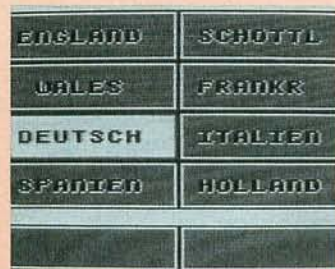 ENGLAND SCHOTTL
WALES FRANKR
DEUTSCH ITALIEN
SPANIEN HOLLAND